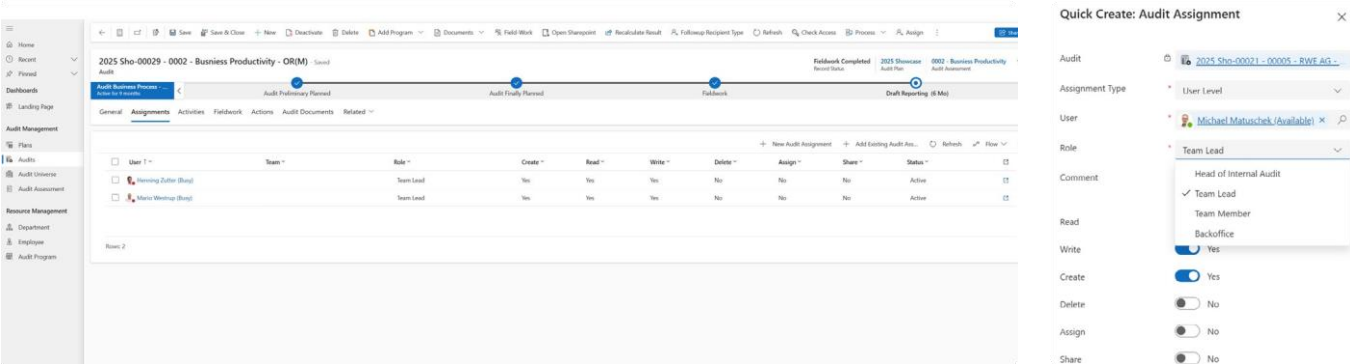 Home
Recent
Pinned
Dashboards
Landing Page
Audit Management
Plans
Audits
Audit Universe
Audit Assessment
Resource Management
Department
Employee
Audit Program
Save Save & Close + New Deactivate Delete Add Program Documents Field-Work Open Sharepoint Recalculate Result Followup Recipient Type Refresh Check Access Process Assign
2025 Sho-00029 - 0002 - Busniess Productivity - OR(M) - Saved
Audit
Fieldwork Completed 2025 Showcase 0002 - Busniess Productivity
Record Status Audit Plan Audit Assessment
Audit Business Process - ...
Active for 9 months
Audit Preliminary Planned Audit Finally Planned Fieldwork Draft Reporting (6 Mo)
General Assignments Activities Fieldwork Actions Audit Documents Related
+ New Audit Assignment + Add Existing Audit Ass... Refresh Flow
User Team Role Create Read Write Delete Assign Share Status
Henning Zutter (Busy) Team Lead Yes Yes Yes No No No Active
Mario Westrup (Busy) Team Lead Yes Yes Yes No No No Active
Rows: 2
Quick Create: Audit Assignment
Audit 2025 Sho-00021 - 00005 - RWE AG -...
Assignment Type * User Level
User * Michael Matuschek (Available)
Role * Team Lead
Head of Internal Audit
Comment
Team Lead
Team Member
Read
Backoffice
Write Yes
Create Yes
Delete No
Assign No
Share No